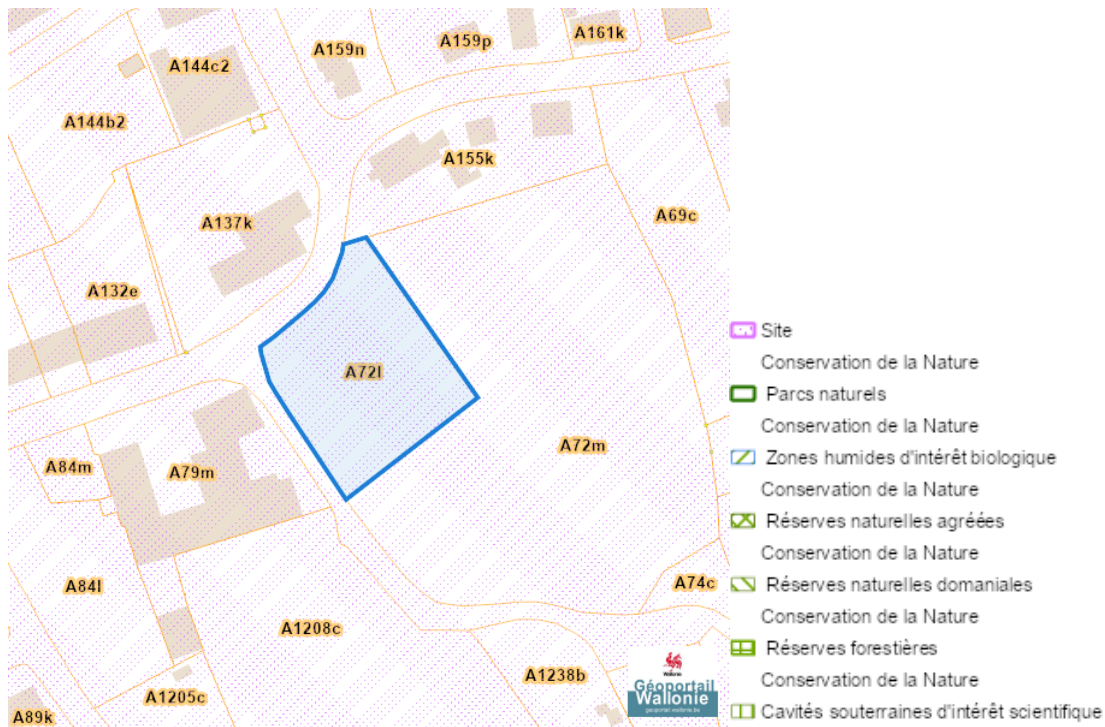 A159n
A159p
A161k
A144c2
A144b2
A155k
A137k
A69c
A132e
A72l
A72m
A84m
A79m
A84l
A74c
A1208c
A1238b
A1205c
A89k
Wallonie
Géoportail
Wallonie
geoportail.wallonie.be
Site
Conservation de la Nature
Parcs naturels
Conservation de la Nature
Zones humides d'intérêt biologique
Conservation de la Nature
Réserves naturelles agréées
Conservation de la Nature
Réserves naturelles domaniales
Conservation de la Nature
Réserves forestières
Conservation de la Nature
Cavités souterraines d'intérêt scientifique